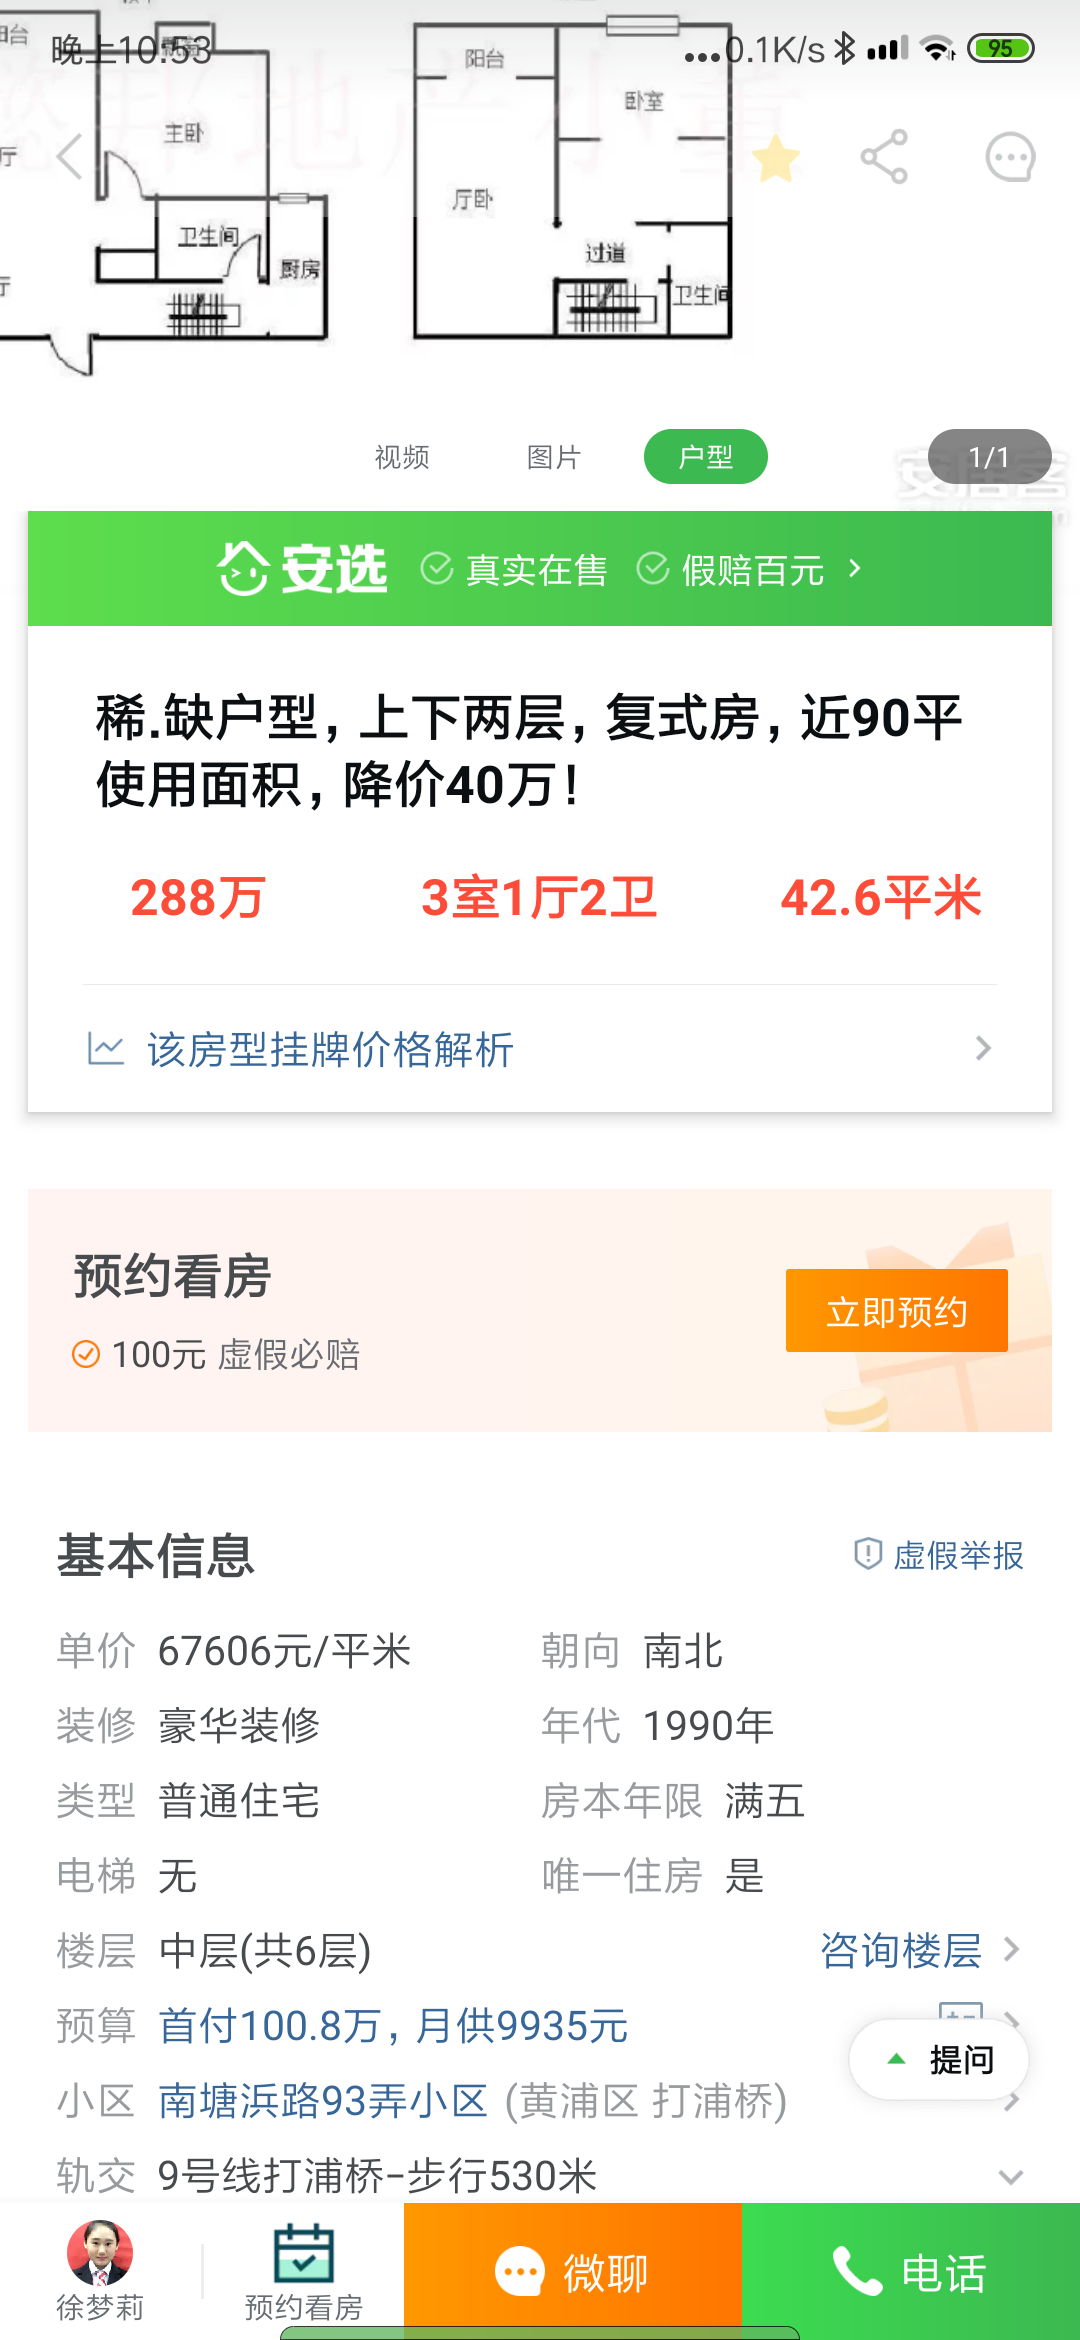 晚上10:53
...0.1K/s
95
阳台
飘窗
主卧
厅
卫生间
厨房
厅
阳台
卧室
厅卧
过道
卫生间
地产小董
视频
图片
户型
1/1
安居客
安选
真实在售
假赔百元
稀.缺户型，上下两层，复式房，近90平
使用面积，降价40万！
288万
3室1厅2卫
42.6平米
该房型挂牌价格解析
预约看房
100元 虚假必赔
立即预约
基本信息
虚假举报
单价 67606元/平米
朝向 南北
装修 豪华装修
年代 1990年
类型 普通住宅
房本年限 满五
电梯 无
唯一住房 是
楼层 中层(共6层)
咨询楼层
预算 首付100.8万，月供9935元
提问
小区 南塘浜路93弄小区 (黄浦区 打浦桥)
轨交 9号线打浦桥-步行530米
徐梦莉
预约看房
微聊
电话